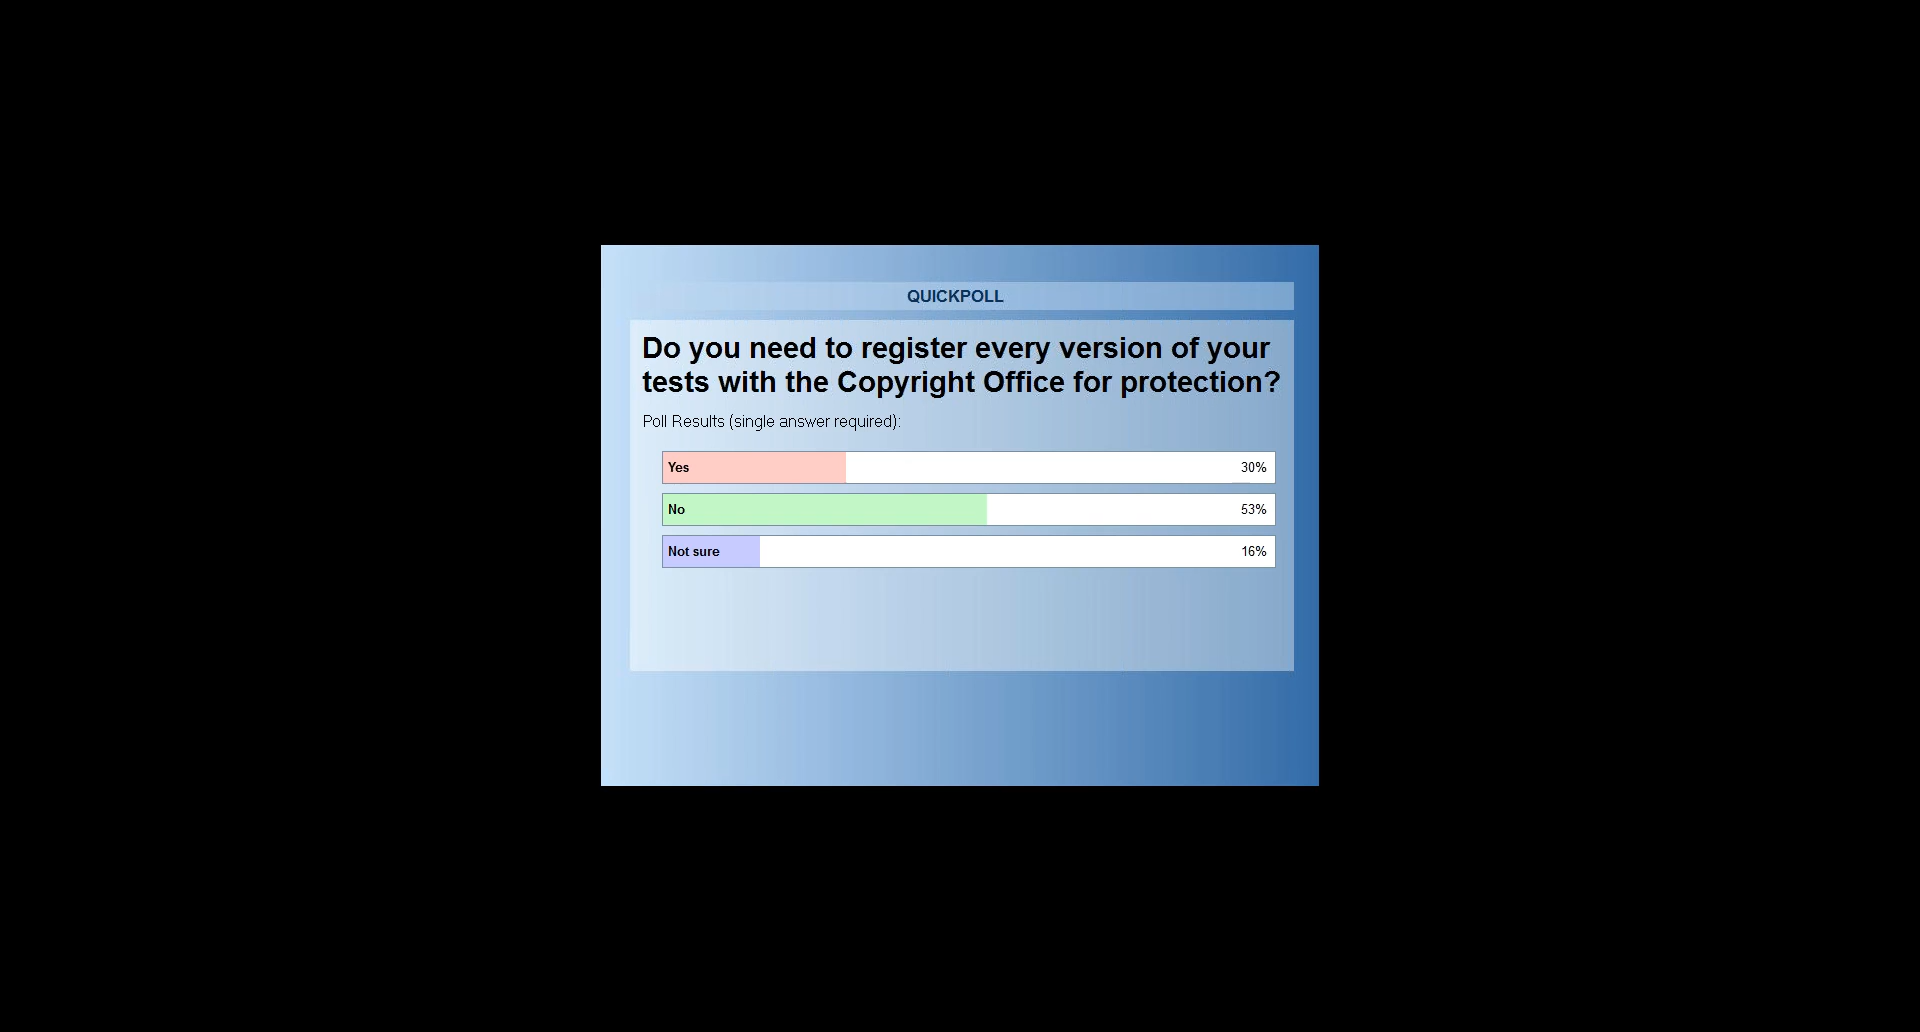 QUICKPOLL
Do you need to register every version of your
tests with the Copyright Office for protection?
Poll Results (single answer required):
Yes 30%
No 53%
Not sure 16%